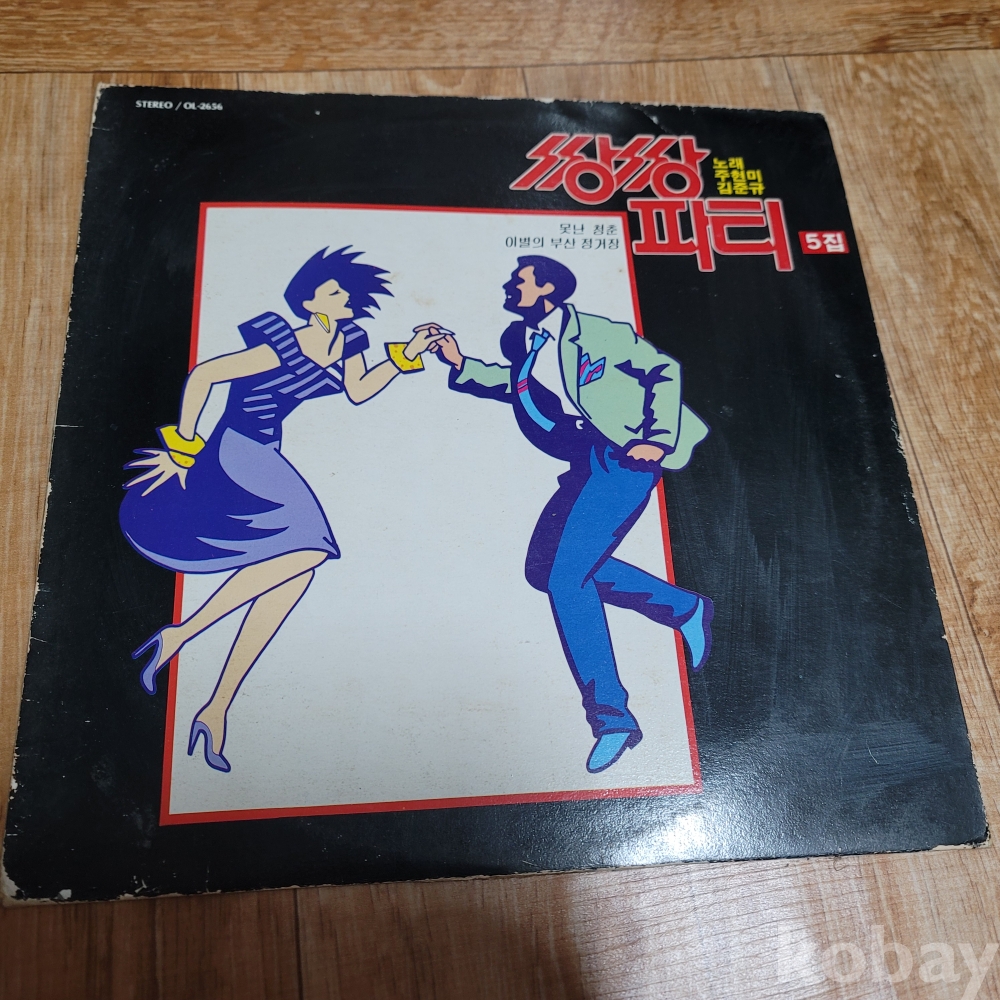 STEREO / OL-2656
쌍쌍
파티
노래
주현미
김준규
5집
못난 청춘
이별의 부산 정거장
kobay